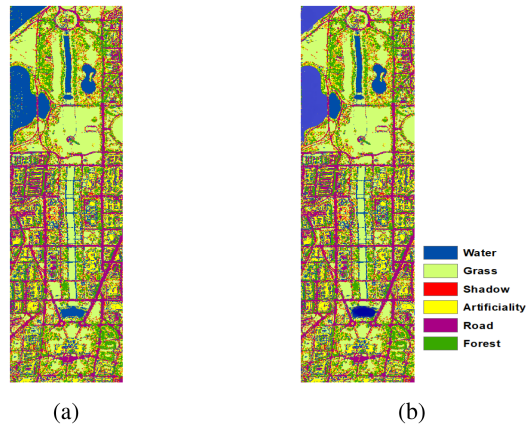 Water
Grass
Shadow
Artificiality
Road
Forest
(a)
(b)